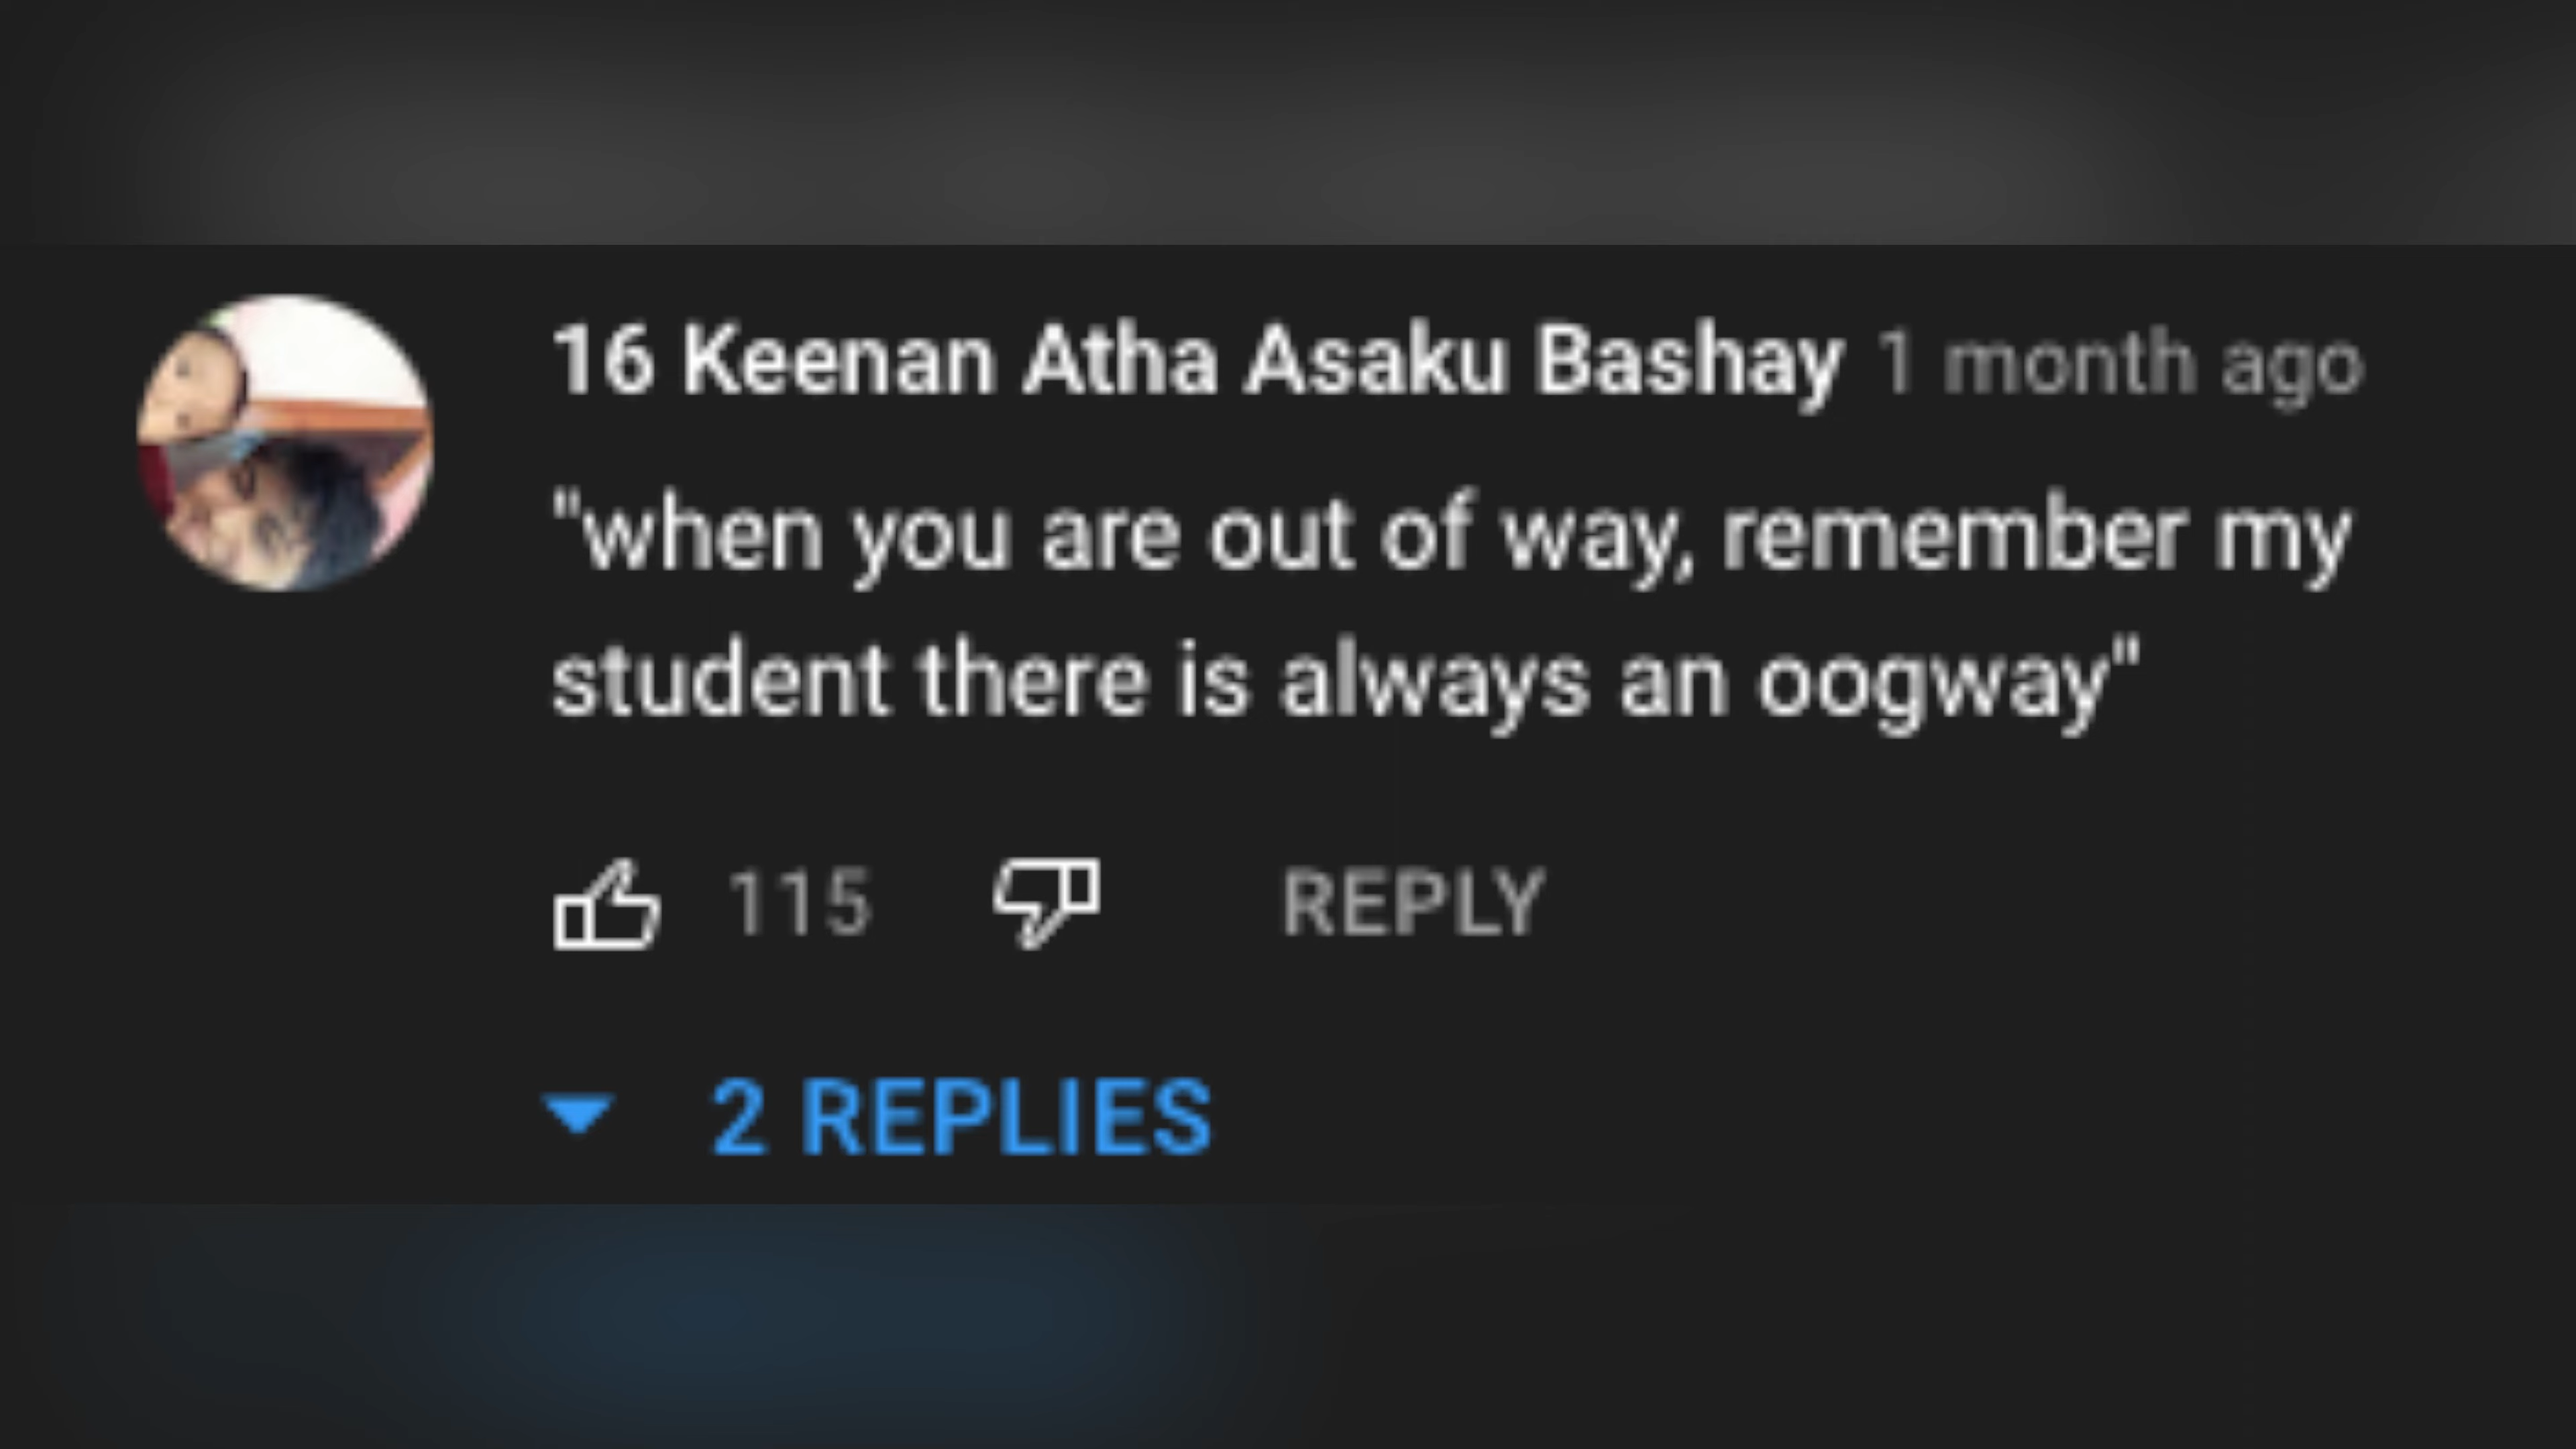 16 Keenan Atha Asaku Bashay 1 month ago
"when you are out of way, remember my
student there is always an oogway"
115 REPLY
2 REPLIES